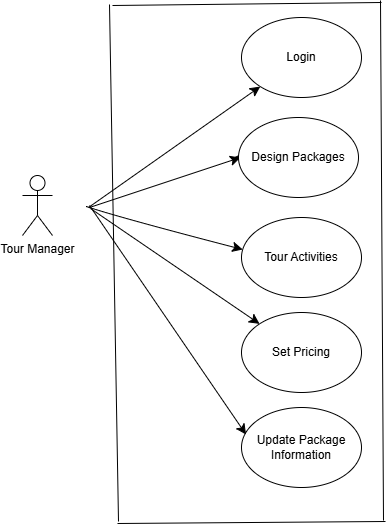 Login
Design Packages
Tour Manager
Tour Activities
Set Pricing
Update Package
Information